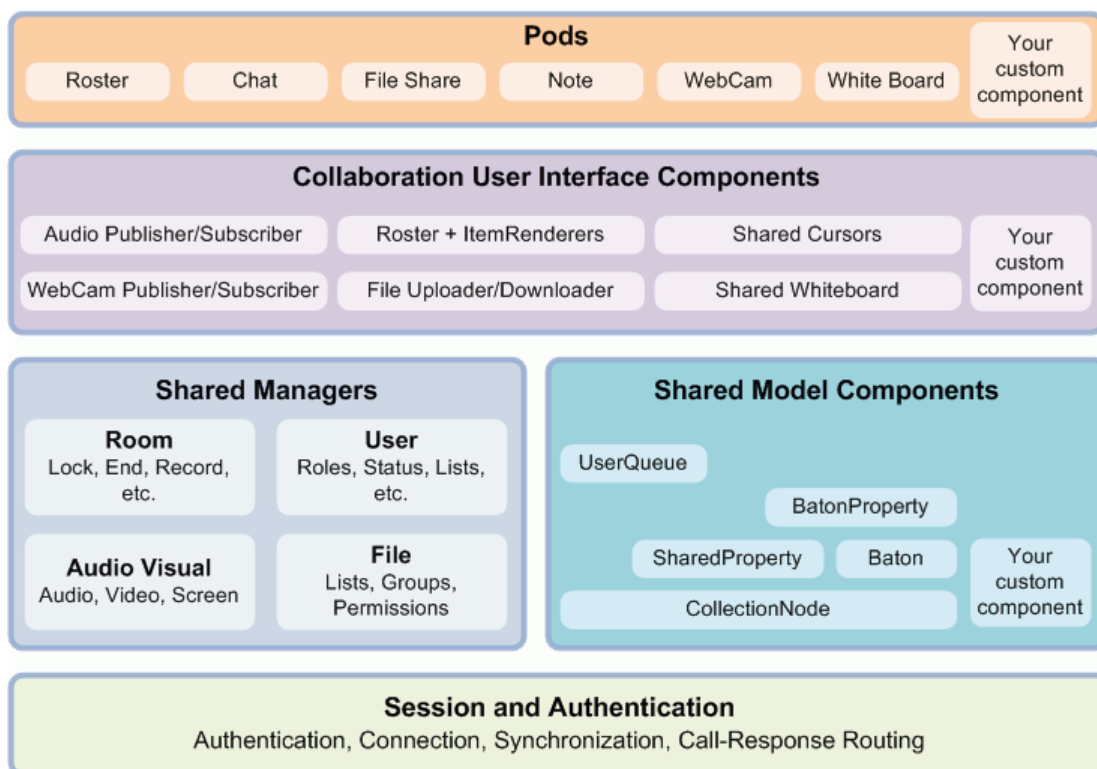 Pods
Roster
Chat
File Share
Note
WebCam
White Board
Your
custom
component
Collaboration User Interface Components
Audio Publisher/Subscriber
Roster + ItemRenderers
Shared Cursors
WebCam Publisher/Subscriber
File Uploader/Downloader
Shared Whiteboard
Your
custom
component
Shared Managers
Room
Lock, End, Record,
etc.
User
Roles, Status, Lists,
etc.
Audio Visual
Audio, Video, Screen
File
Lists, Groups,
Permissions
Shared Model Components
UserQueue
BatonProperty
SharedProperty
Baton
CollectionNode
Your
custom
component
Session and Authentication
Authentication, Connection, Synchronization, Call-Response Routing